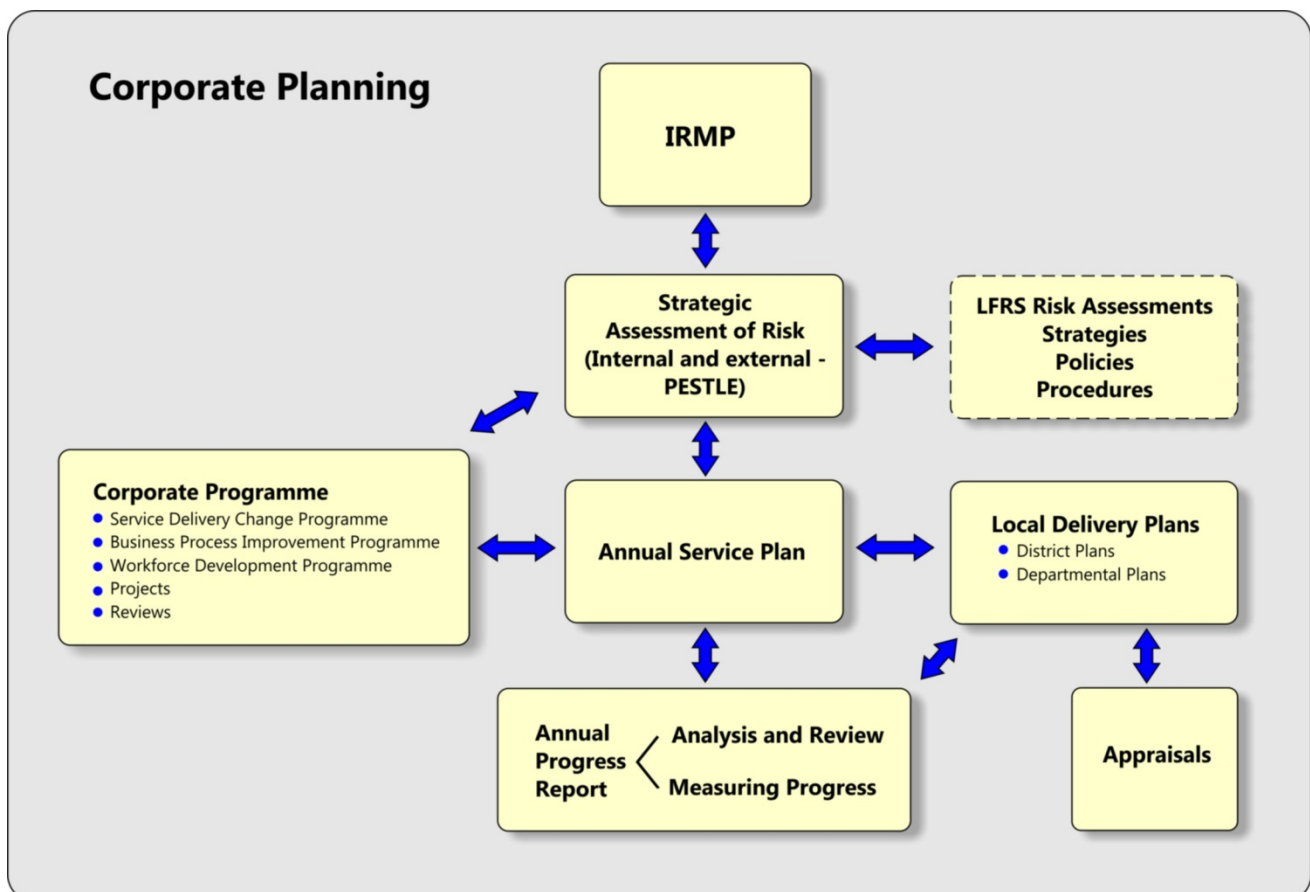 Corporate Planning
IRMP
Strategic
Assessment of Risk
(Internal and external -
PESTLE)
LFRS Risk Assessments
Strategies
Policies
Procedures
Corporate Programme
Service Delivery Change Programme
Business Process Improvement Programme
Workforce Development Programme
Projects
Reviews
Annual Service Plan
Local Delivery Plans
District Plans
Departmental Plans
Annual
Progress
Report
Analysis and Review
Measuring Progress
Appraisals